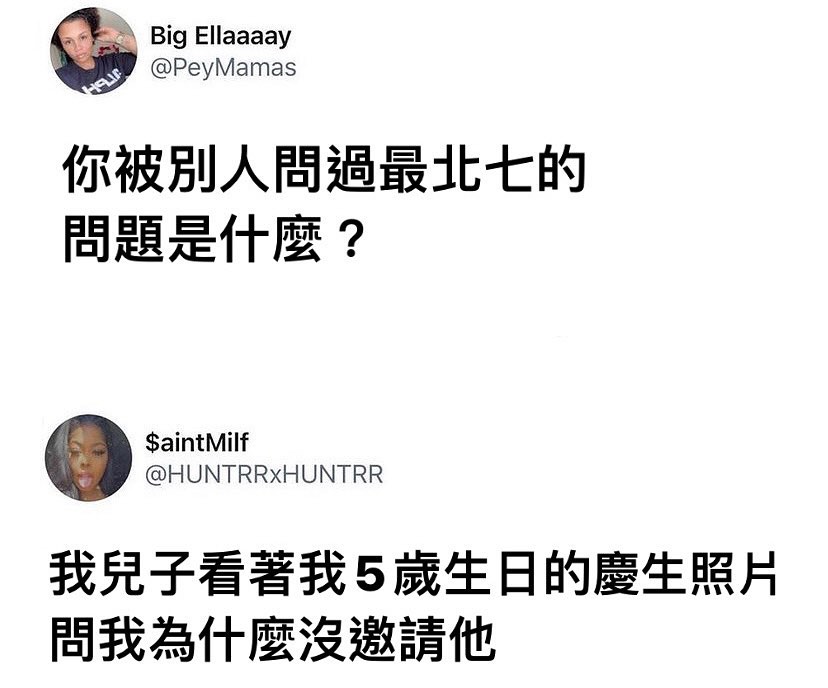 Big Ellaaaay
@PeyMamas
你被別人問過最北七的
問題是什麼？
$aintMilf
@HUNTRRxHUNTRR
我兒子看著我5歲生日的慶生照片
問我為什麼沒邀請他